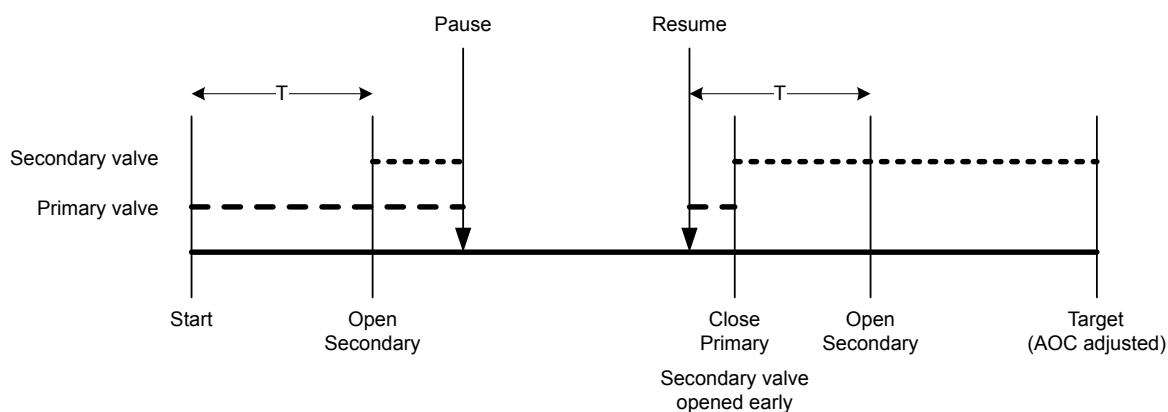 Pause
Resume
T
T
Secondary valve
Primary valve
Start
Open
Secondary
Close
Primary
Open
Secondary
Target
(AOC adjusted)
Secondary valve
opened early